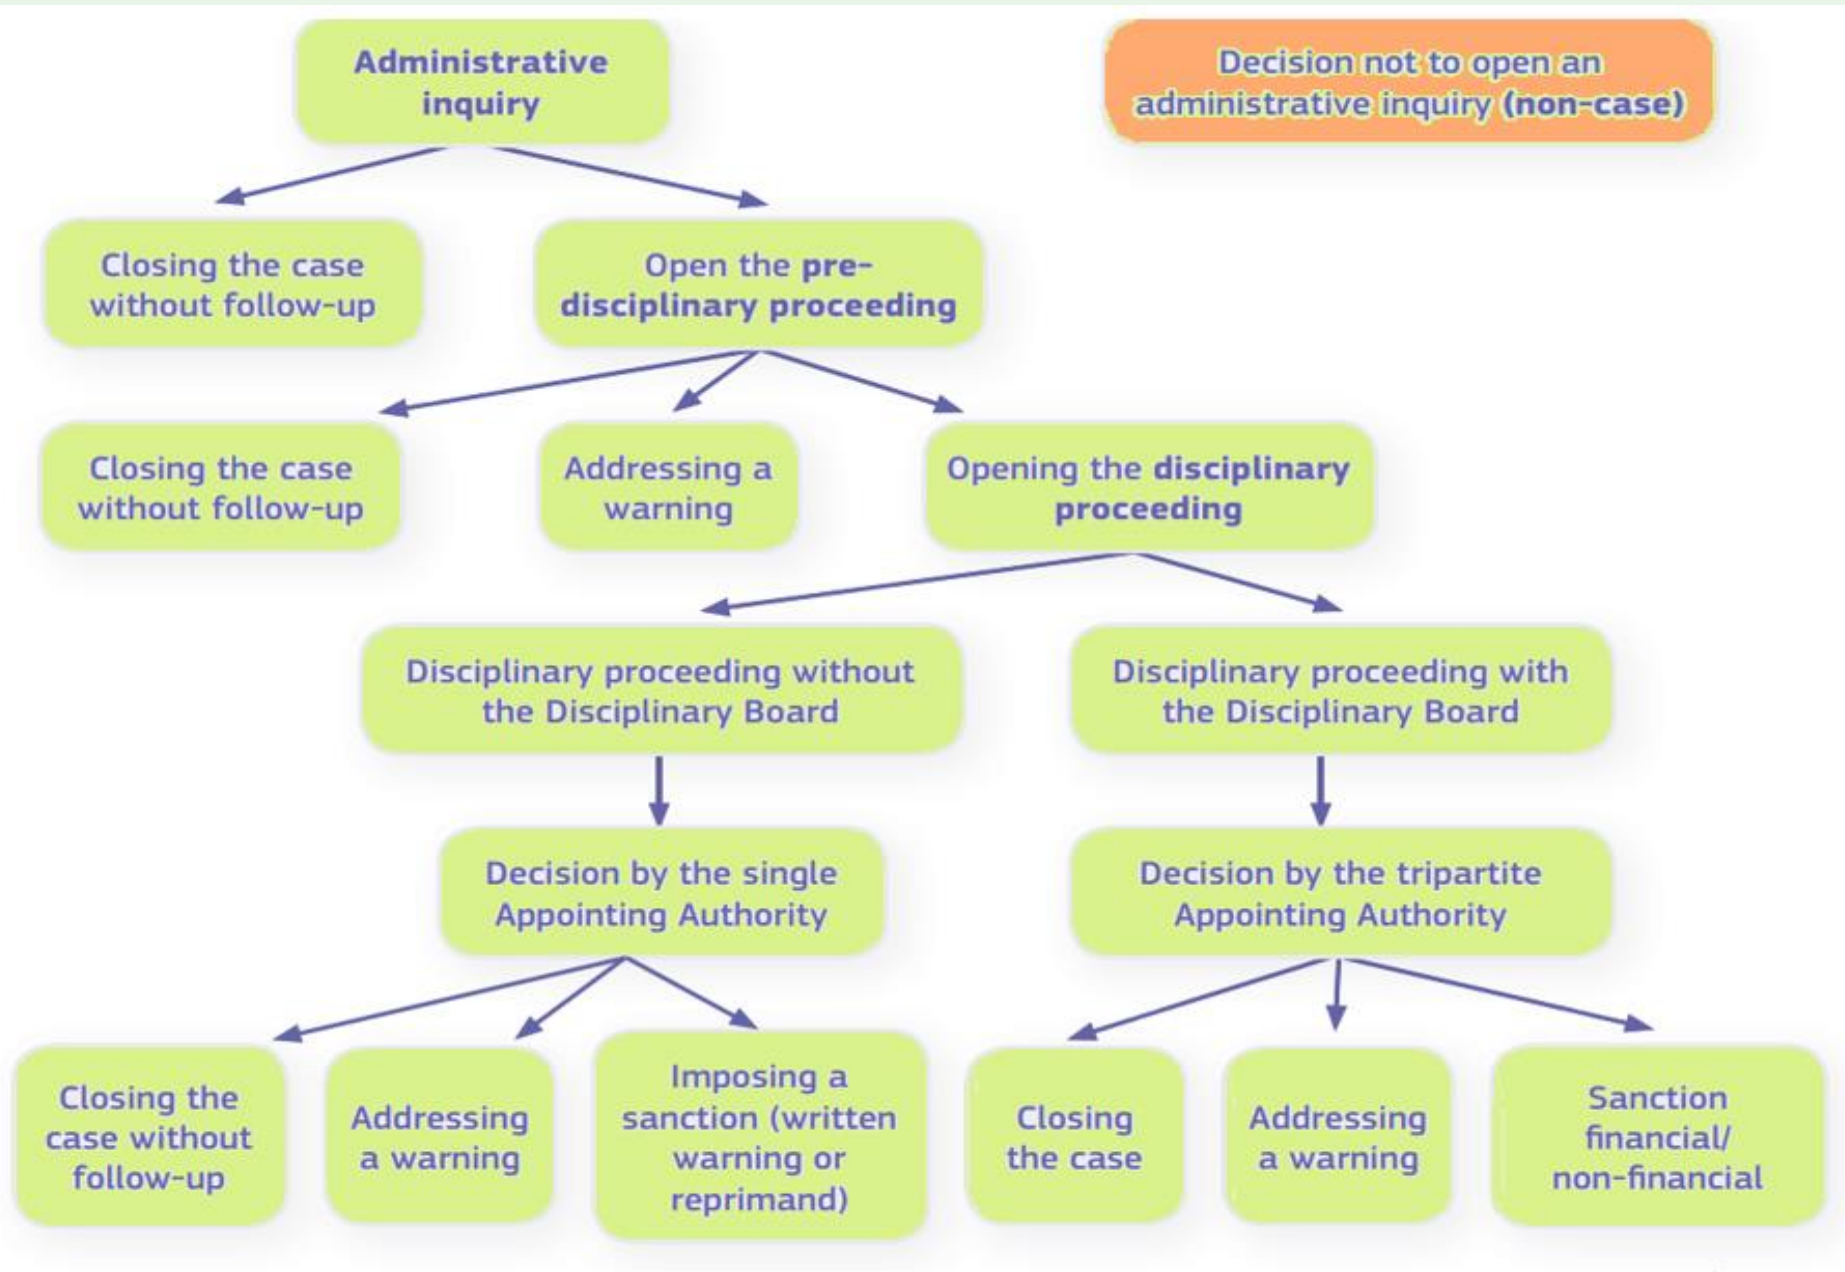 Administrative
inquiry
Decision not to open an
administrative inquiry (non-case)
Closing the case
without follow-up
Open the pre-
disciplinary proceeding
Closing the case
without follow-up
Addressing a
warning
Opening the disciplinary
proceeding
Disciplinary proceeding without
the Disciplinary Board
Disciplinary proceeding with
the Disciplinary Board
Decision by the single
Appointing Authority
Decision by the tripartite
Appointing Authority
Closing the
case without
follow-up
Addressing
a warning
Imposing a
sanction (written
warning or
reprimand)
Closing
the case
Addressing
a warning
Sanction
financial/
non-financial